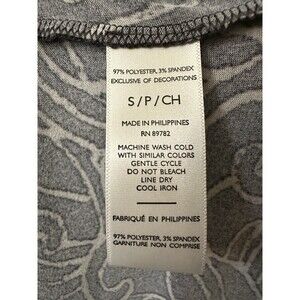 97% POLYESTER, 3% SPANDEX
EXCLUSIVE OF DECORATIONS
S/P/CH
MADE IN PHILIPPINES
RN 89782
MACHINE WASH COLD
WITH SIMILAR COLORS
GENTLE CYCLE
DO NOT BLEACH
LINE DRY
COOL IRON
FABRIQUÉ EN PHILIPPINES
97% POLYESTER, 3% SPANDEX
GARNITURE NON COMPRISE